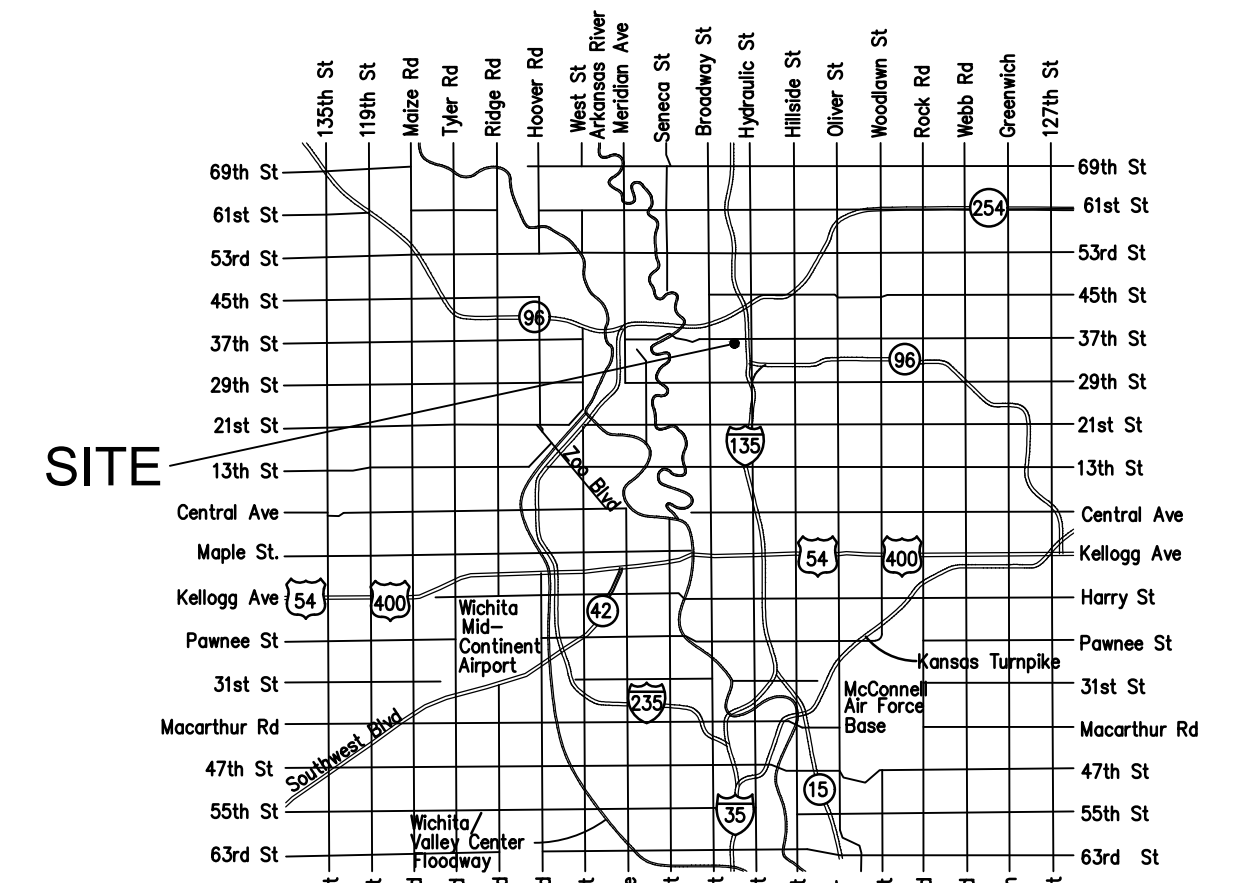 135th St
119th St
Maize Rd
Tyler Rd
Ridge Rd
Hoover Rd
West St
Arkansas River
Meridian Ave
Seneca St
Broadway St
Hydraulic St
Hillside St
Oliver St
Woodlawn St
Rock Rd
Webb Rd
Greenwich
127th St
69th St
61st St
53rd St
45th St
37th St
29th St
21st St
13th St
Central Ave
Maple St.
Kellogg Ave
Pawnee St
31st St
Macarthur Rd
47th St
55th St
63rd St
SITE
69th St
61st St
53rd St
45th St
37th St
29th St
21st St
13th St
Central Ave
Kellogg Ave
Harry St
Pawnee St
31st St
Macarthur Rd
47th St
55th St
63rd St
254
96
96
135
Zoo Blvd
54
400
54
400
42
Wichita
Mid-
Continent
Airport
Kansas Turnpike
McConnell
Air Force
Base
235
Southwest Blvd
15
35
Wichita/
Valley Center
Floodway